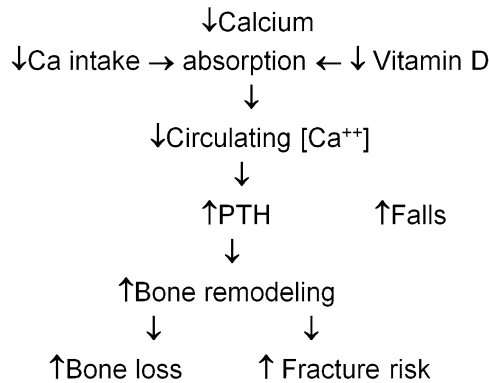 ↓Calcium
↓Ca intake → absorption ← ↓ Vitamin D
↓
↓Circulating [Ca⁺⁺]
↓
↑PTH ↑Falls
↓
↑Bone remodeling
↓ ↓
↑Bone loss ↑ Fracture risk